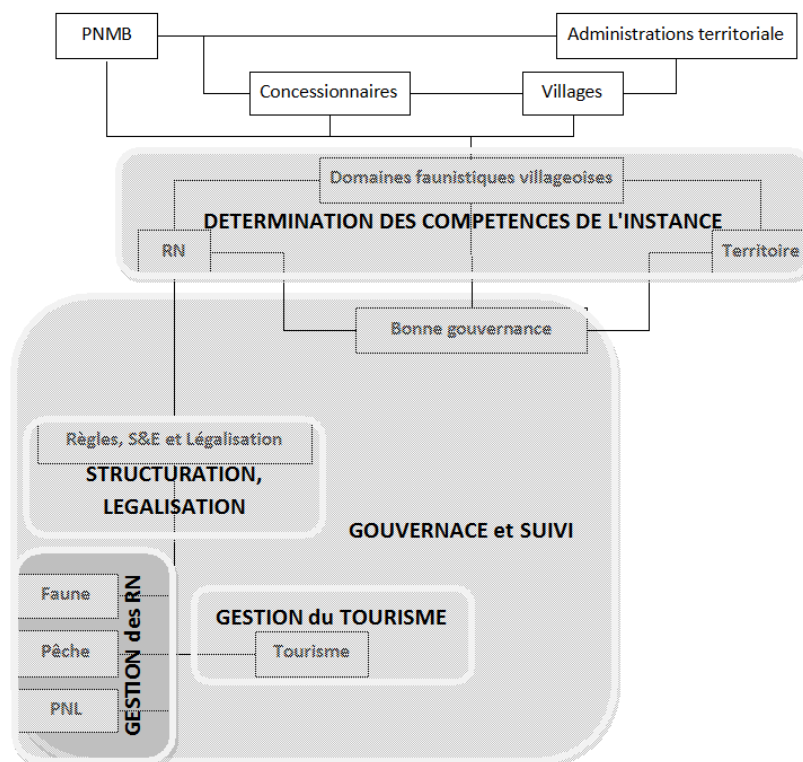 PNMB
Administrations territoriale
Concessionnaires
Villages
Domaines faunistiques villageoises
DETERMINATION DES COMPETENCES DE L'INSTANCE
RN
Territoire
Bonne gouvernance
Règles, S&E et Légalisation
STRUCTURATION,
LEGALISATION
GOUVERNACE et SUIVI
Faune
Pêche
PNL
GESTION des RN
GESTION du TOURISME
Tourisme